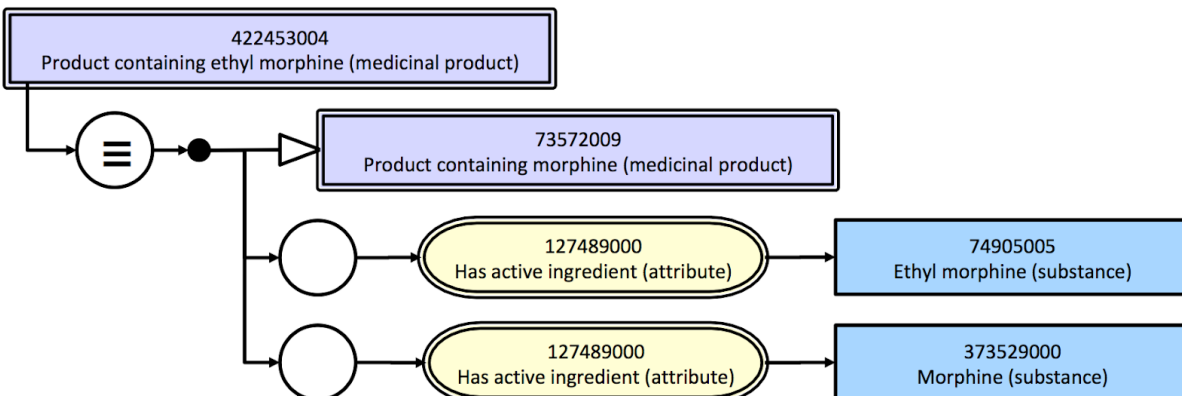 422453004
Product containing ethyl morphine (medicinal product)
≡
73572009
Product containing morphine (medicinal product)
127489000
Has active ingredient (attribute)
74905005
Ethyl morphine (substance)
127489000
Has active ingredient (attribute)
373529000
Morphine (substance)